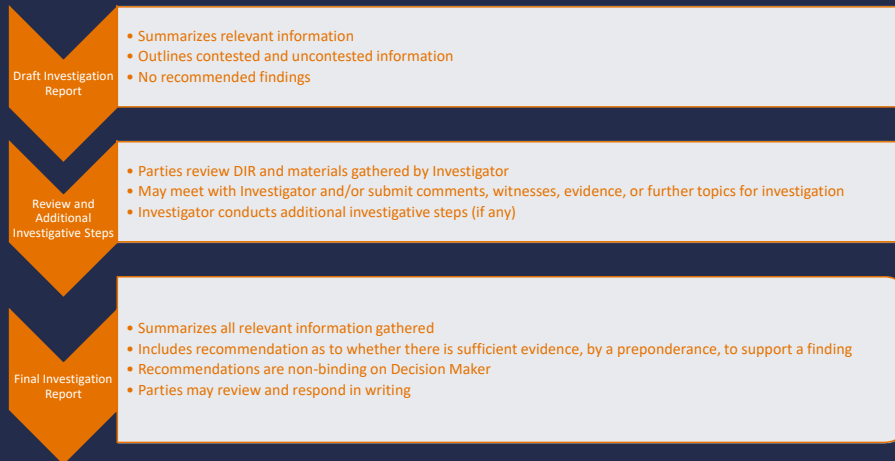 Draft Investigation
Report
• Summarizes relevant information
• Outlines contested and uncontested information
• No recommended findings
Review and
Additional
Investigative Steps
• Parties review DIR and materials gathered by Investigator
• May meet with Investigator and/or submit comments, witnesses, evidence, or further topics for investigation
• Investigator conducts additional investigative steps (if any)
Final Investigation
Report
• Summarizes all relevant information gathered
• Includes recommendation as to whether there is sufficient evidence, by a preponderance, to support a finding
• Recommendations are non-binding on Decision Maker
• Parties may review and respond in writing